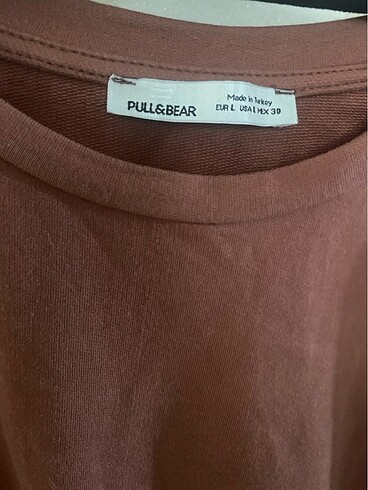 PULL&BEAR
Made in Turkey
EUR L USA L MEX 30